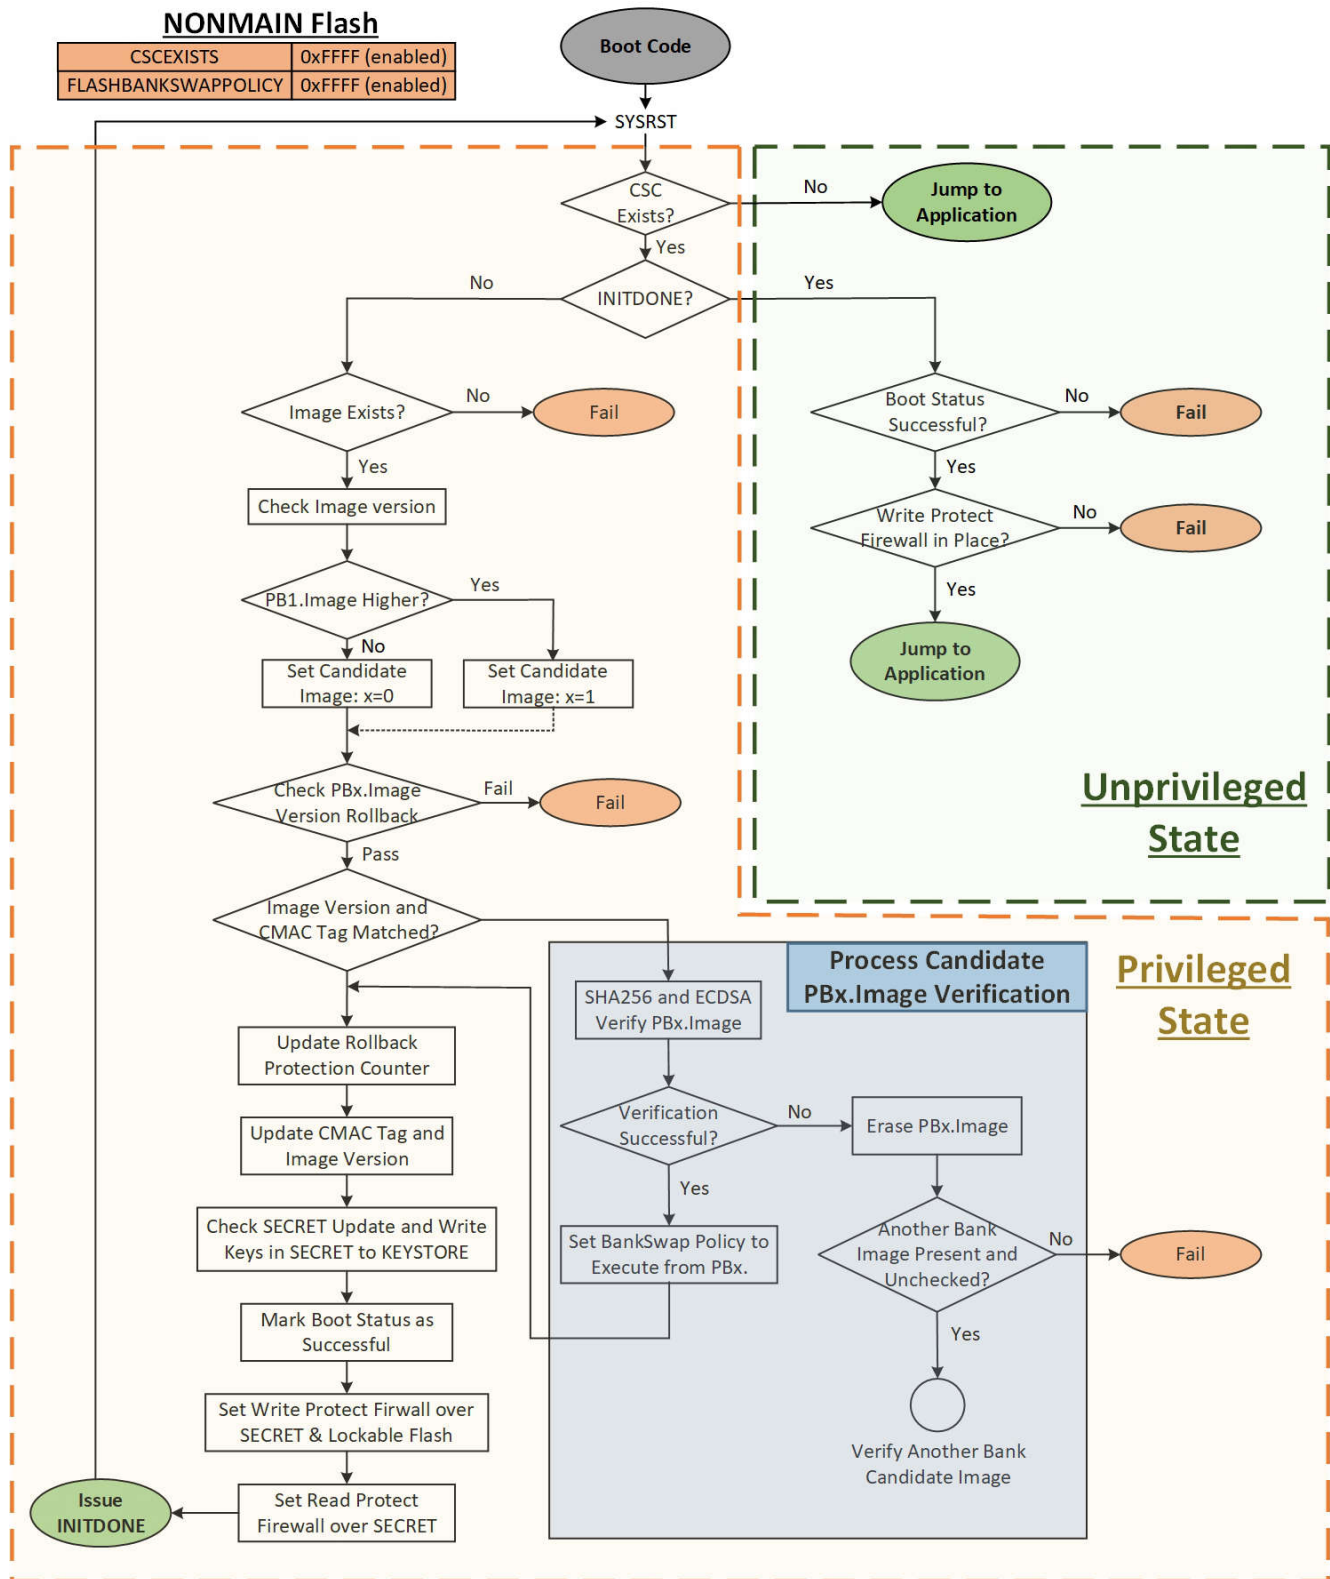 NONMAIN Flash
CSCEXISTS 0xFFFF (enabled)
FLASHBANKSWAPPOLICY 0xFFFF (enabled)
Boot Code
SYSRST
CSC
Exists?
No
Jump to
Application
Yes
No
INITDONE?
Yes
Image Exists?
No
Fail
Boot Status
Successful?
No
Fail
Yes
Yes
Check Image version
Write Protect
Firewall in Place?
No
Fail
PB1.Image Higher?
Yes
Yes
No
Jump to
Application
Set Candidate
Image: x=0
Set Candidate
Image: x=1
Check PBx.Image
Version Rollback
Fail
Fail
Unprivileged
State
Pass
Image Version and
CMAC Tag Matched?
Process Candidate
PBx.Image Verification
Privileged
State
SHA256 and ECDSA
Verify PBx.Image
Update Rollback
Protection Counter
Verification
Successful?
No
Erase PBx.Image
Update CMAC Tag and
Image Version
Yes
Check SECRET Update and Write
Keys in SECRET to KEYSTORE
Set BankSwap Policy to
Execute from PBx.
Another Bank
Image Present and
Unchecked?
No
Fail
Mark Boot Status as
Successful
Yes
Set Write Protect Firwall over
SECRET & Lockable Flash
Verify Another Bank
Candidate Image
Issue
INITDONE
Set Read Protect
Firewall over SECRET